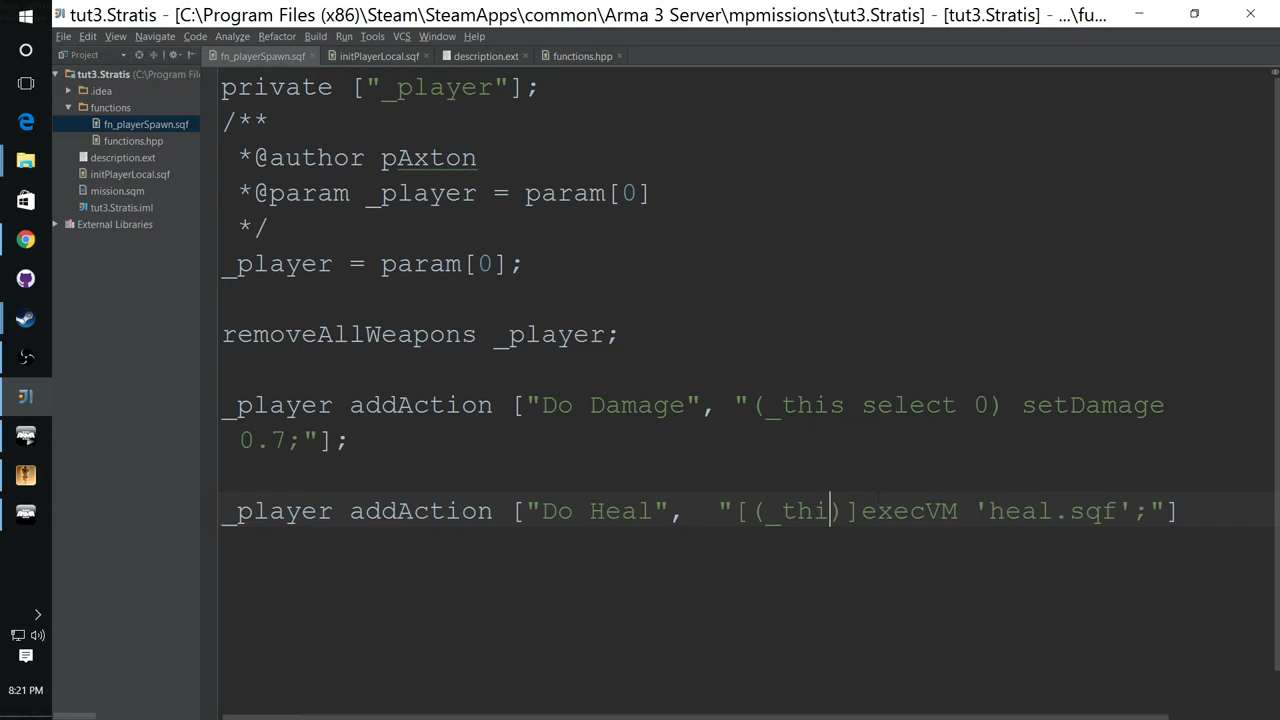 tut3.Stratis - [C:\Program Files (x86)\Steam\SteamApps\common\Arma 3 Server\mpmissions\tut3.Stratis] - [tut3.Stratis] - ...\fu...
File Edit View Navigate Code Analyze Refactor Build Run Tools VCS Window Help
Project
fn_playerSpawn.sqf initPlayerLocal.sqf description.ext functions.hpp
tut3.Stratis (C:\Program Fil
.idea
functions
fn_playerSpawn.sqf
functions.hpp
description.ext
initPlayerLocal.sqf
mission.sqm
tut3.Stratis.iml
External Libraries
private ["_player"];
/**
*@author pAxton
*@param _player = param[0]
*/
_player = param[0];
removeAllWeapons _player;
_player addAction ["Do Damage", "(_this select 0) setDamage
0.7;"];
_player addAction ["Do Heal",  "[(_thi)]execVM 'heal.sqf';"]
8:21 PM